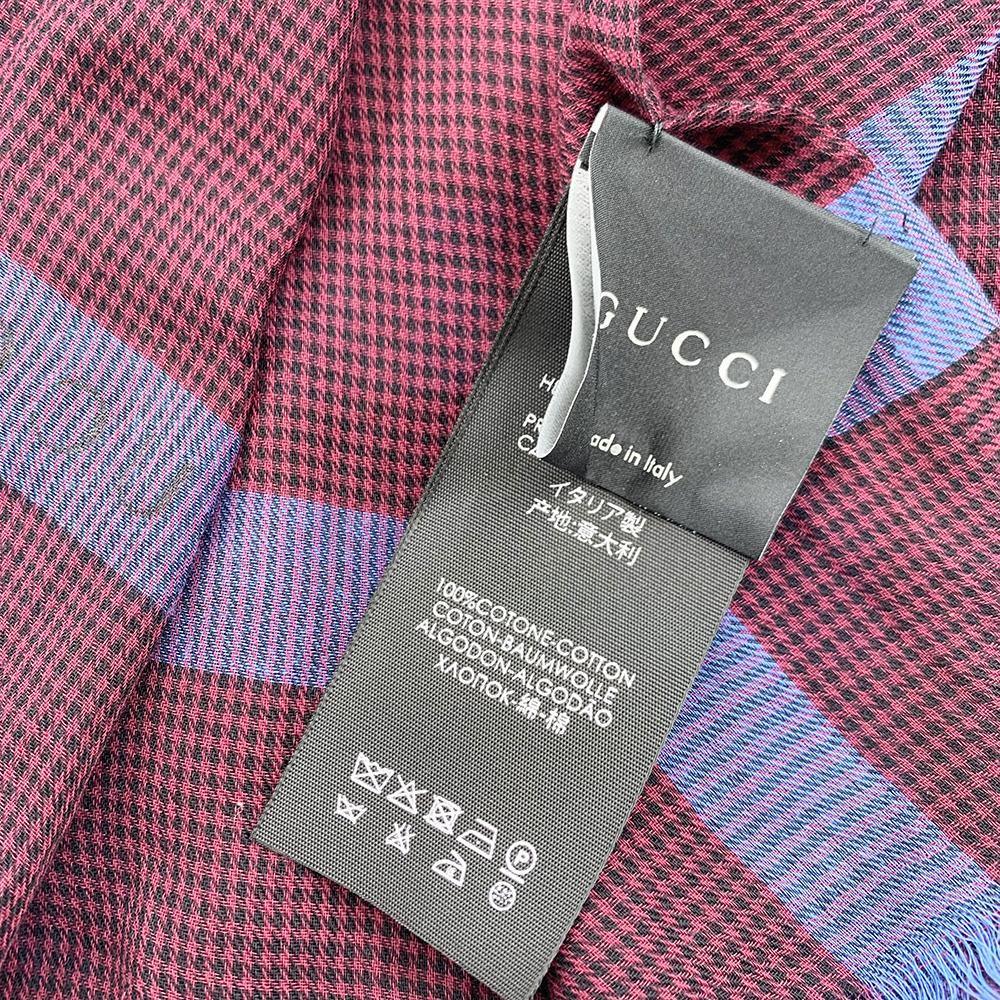 GUCCI
ade in Italy
イタリア製
产地:意大利
100%COTONE-COTTON
COTON-BAUMWOLLE
ALGODON-ALGODÃO
ХЛОПОК-綿-棉
P